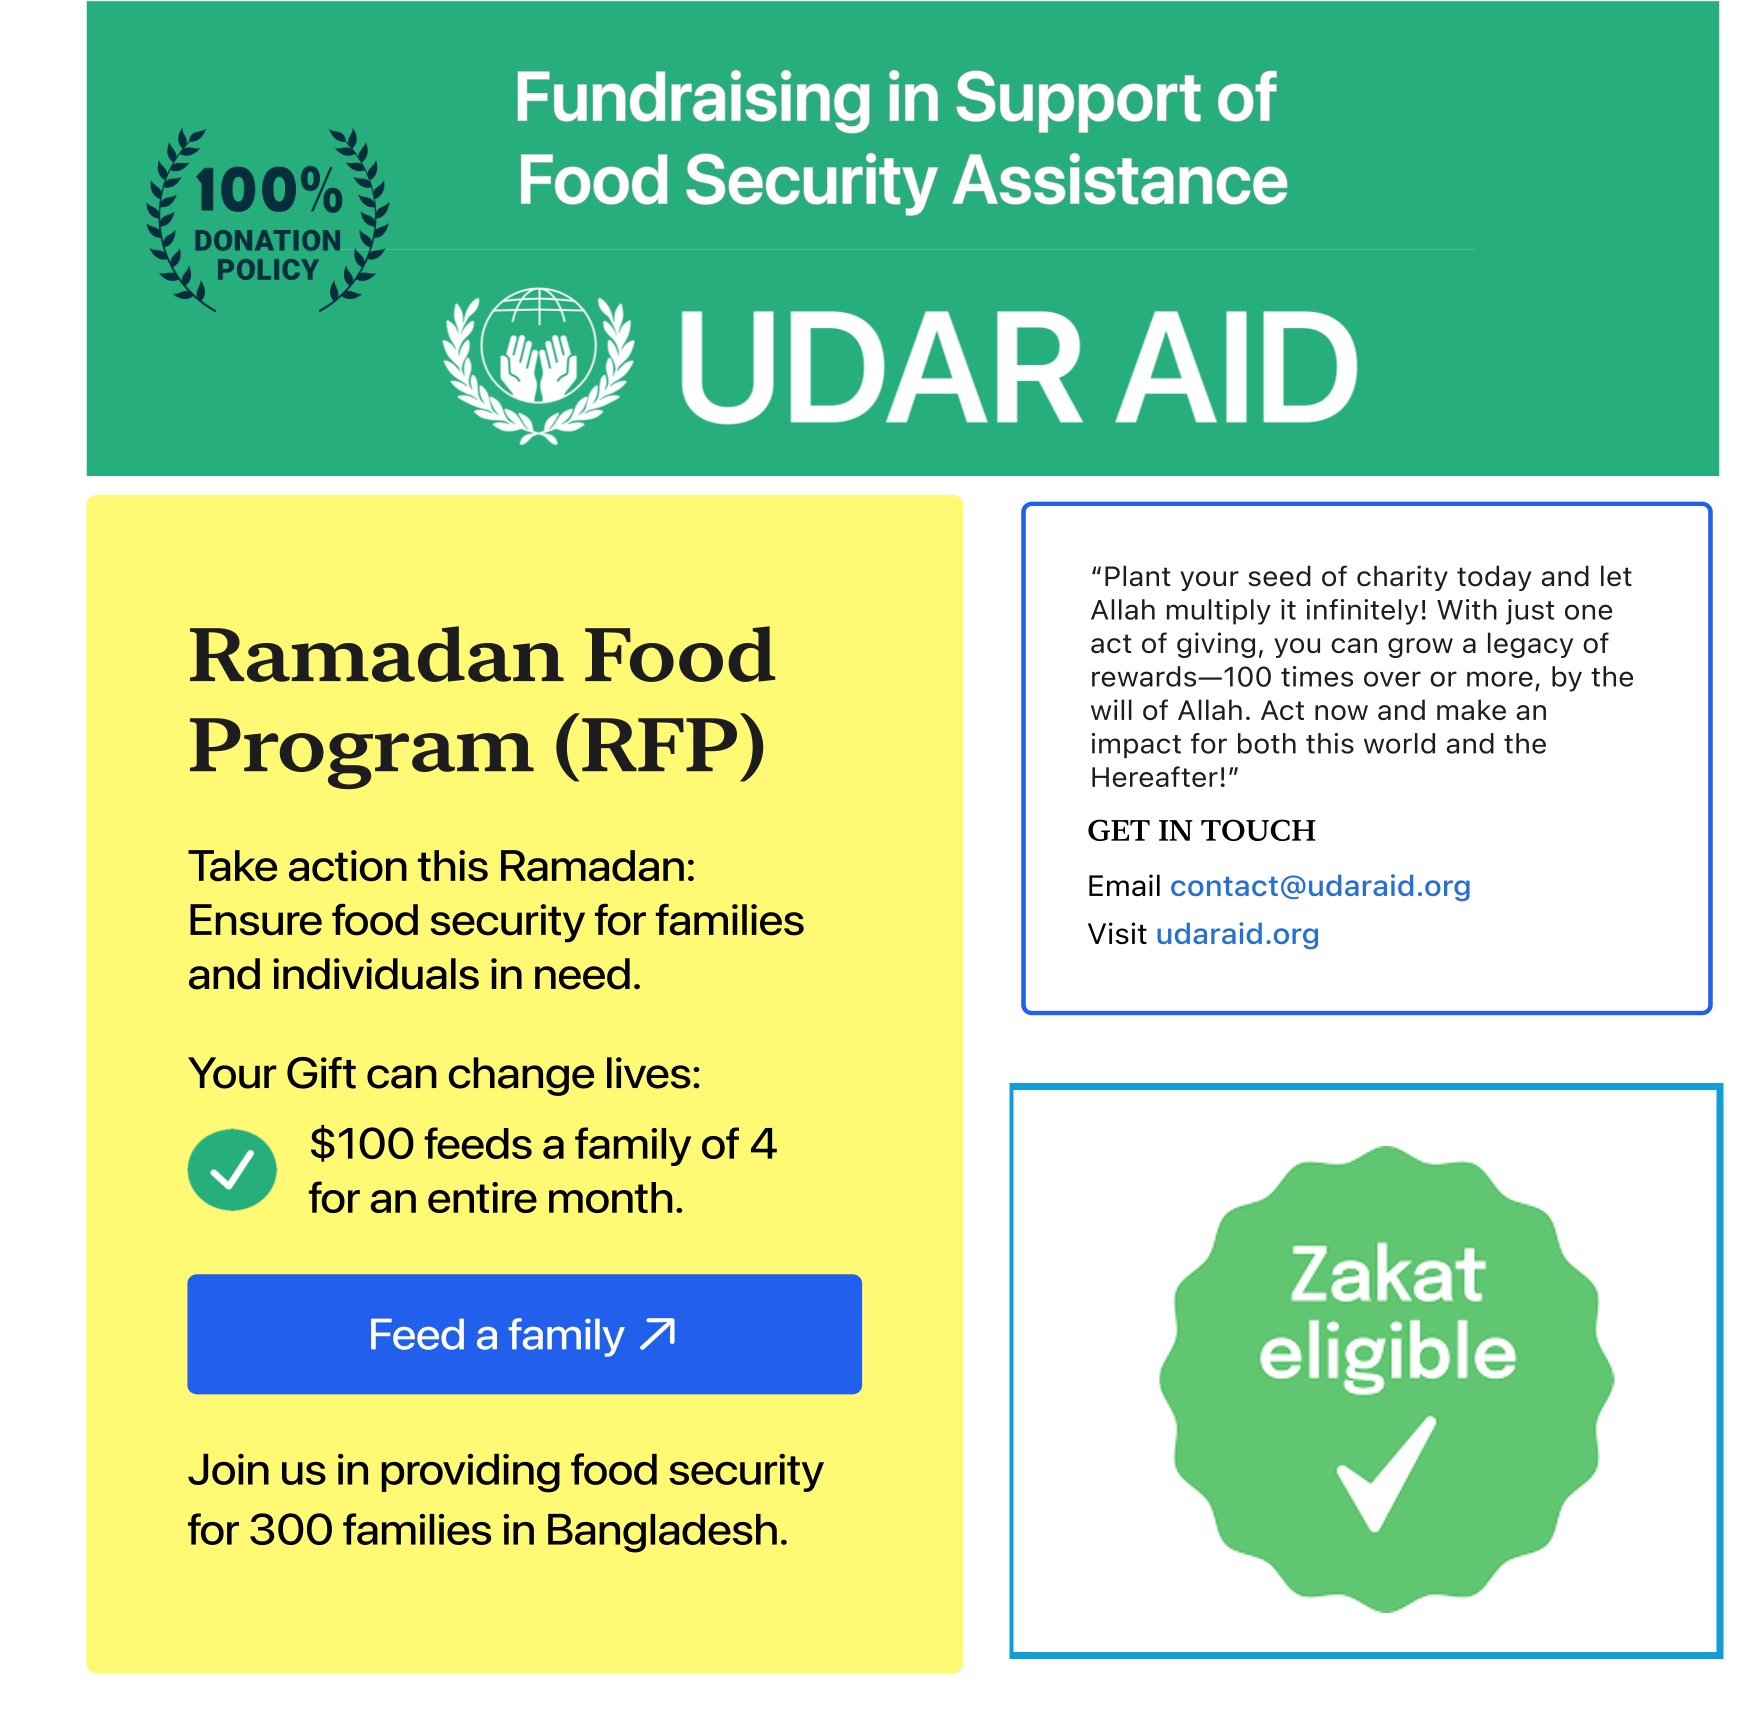 Fundraising in Support of
Food Security Assistance
100%
DONATION
POLICY
UDAR AID
Ramadan Food
Program (RFP)
Take action this Ramadan:
Ensure food security for families
and individuals in need.
Your Gift can change lives:
$100 feeds a family of 4
for an entire month.
Feed a family
Join us in providing food security
for 300 families in Bangladesh.
“Plant your seed of charity today and let
Allah multiply it infinitely! With just one
act of giving, you can grow a legacy of
rewards—100 times over or more, by the
will of Allah. Act now and make an
impact for both this world and the
Hereafter!”
GET IN TOUCH
Email contact@udaraid.org
Visit udaraid.org
Zakat
eligible